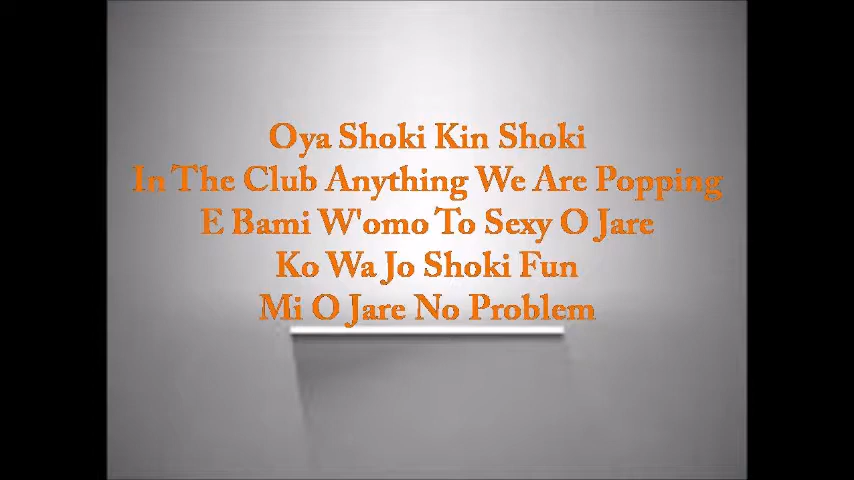 Oya Shoki Kin Shoki
In The Club Anything We Are Popping
E Bami W'omo To Sexy O Jare
Ko Wa Jo Shoki Fun
Mi O Jare No Problem